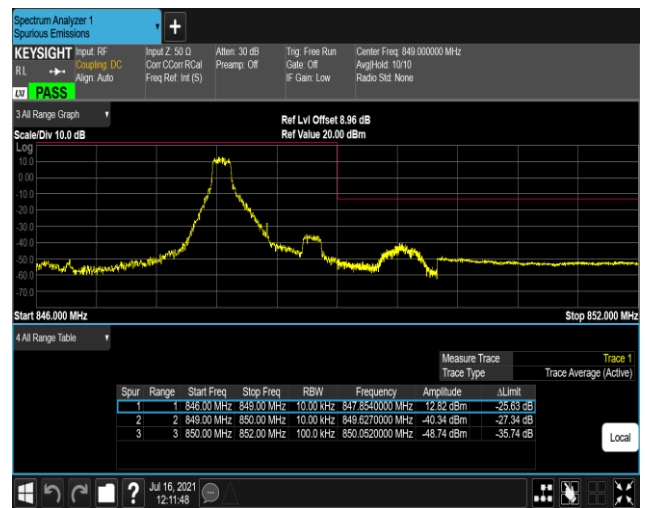 Spectrum Analyzer 1
Spurious Emissions
+
KEYSIGHT Input: RF Input Z: 50 Ω Atten: 30 dB Trig: Free Run Center Freq: 849.000000 MHz
R L Coupling: DC Corr CCorr RCal Preamp: Off Gate: Off Avg|Hold: 10/10
Align: Auto Freq Ref: Int (S) IF Gain: Low Radio Std: None
LXI PASS
3 All Range Graph
Ref Lvl Offset 8.96 dB
Scale/Div 10.0 dB Ref Value 20.00 dBm
Log
10.0
0.00
-10.0
-20.0
-30.0
-40.0
-50.0
-60.0
-70.0
Start 846.000 MHz Stop 852.000 MHz
4 All Range Table
Measure Trace Trace 1
Trace Type Trace Average (Active)
Spur Range Start Freq Stop Freq RBW Frequency Amplitude ΔLimit
1 1 846.00 MHz 849.00 MHz 10.00 kHz 847.8540000 MHz 12.82 dBm -25.63 dB
2 2 849.00 MHz 850.00 MHz 10.00 kHz 849.6270000 MHz -40.34 dBm -27.34 dB
3 3 850.00 MHz 852.00 MHz 100.0 kHz 850.0520000 MHz -48.74 dBm -35.74 dB
Local
? Jul 16, 2021
12:11:48